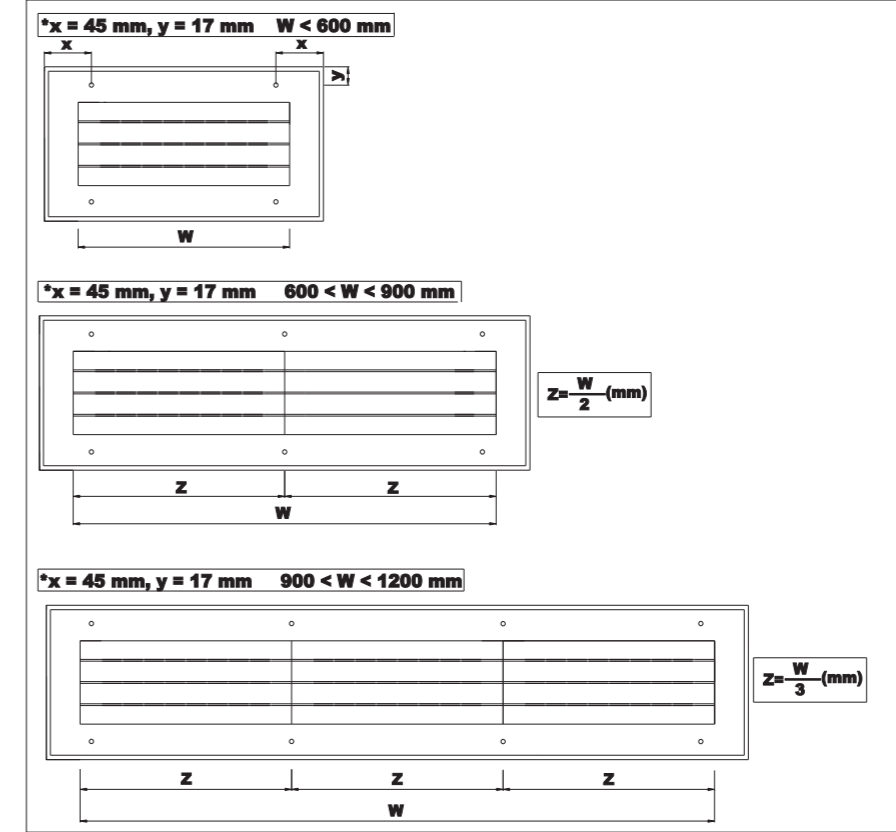 *x = 45 mm, y = 17 mm W < 600 mm
x x
y
W
*x = 45 mm, y = 17 mm 600 < W < 900 mm
Z=W/2(mm)
Z Z
W
*x = 45 mm, y = 17 mm 900 < W < 1200 mm
Z=W/3(mm)
Z Z Z
W